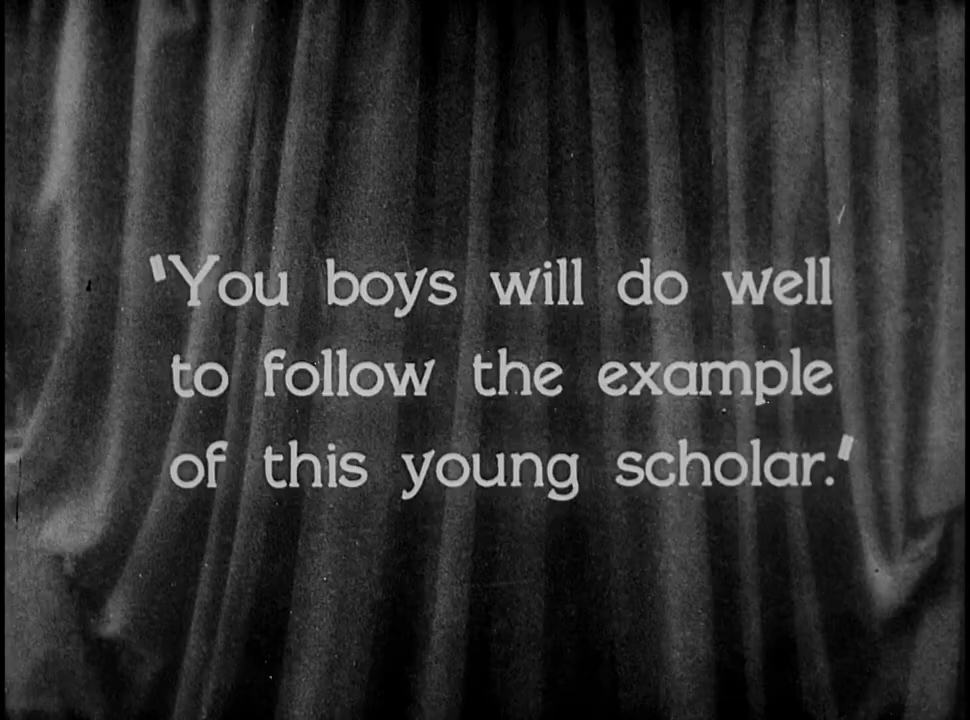 'You boys will do well
to follow the example
of this young scholar.'